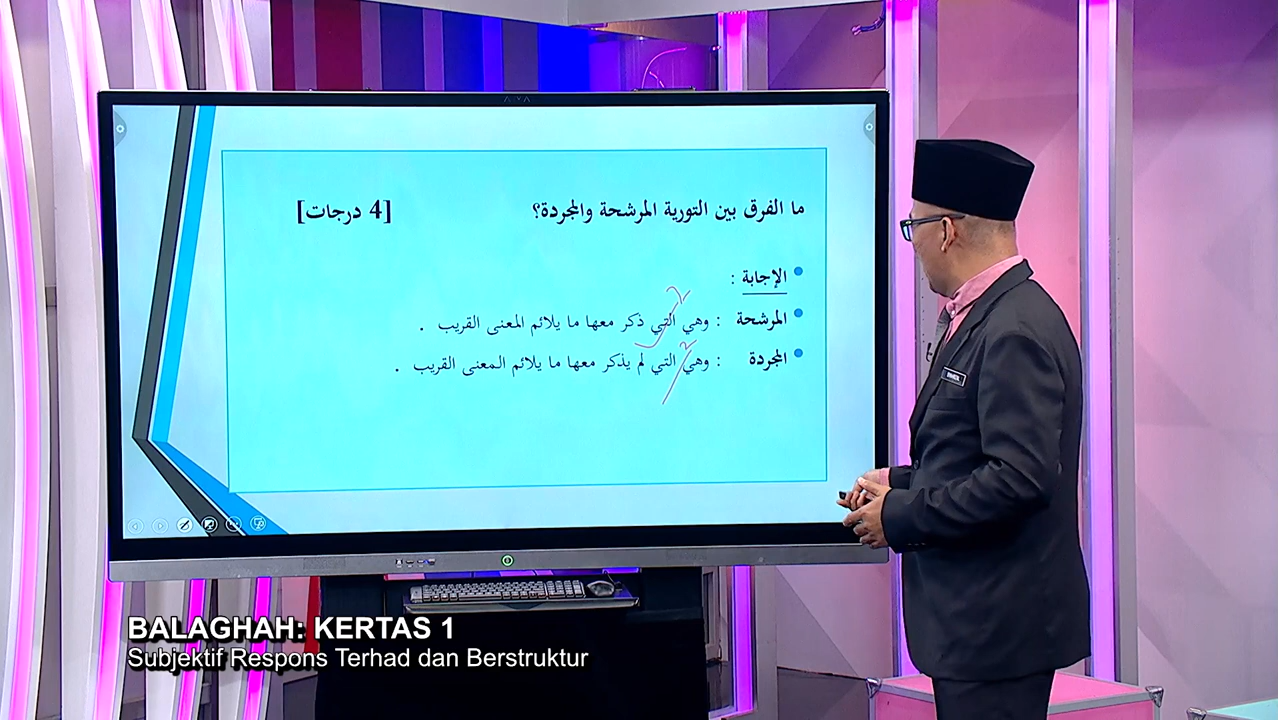 ما الفرق بين التورية المرشحة والمجردة؟ [4 درجات]
الإجابة :
المرشحة : وهي التي ذكر معها ما يلائم المعنى القريب .
المجردة : وهي التي لم يذكر معها ما يلائم المعنى القريب .
BALAGHAH: KERTAS 1
Subjektif Respons Terhad dan Berstruktur